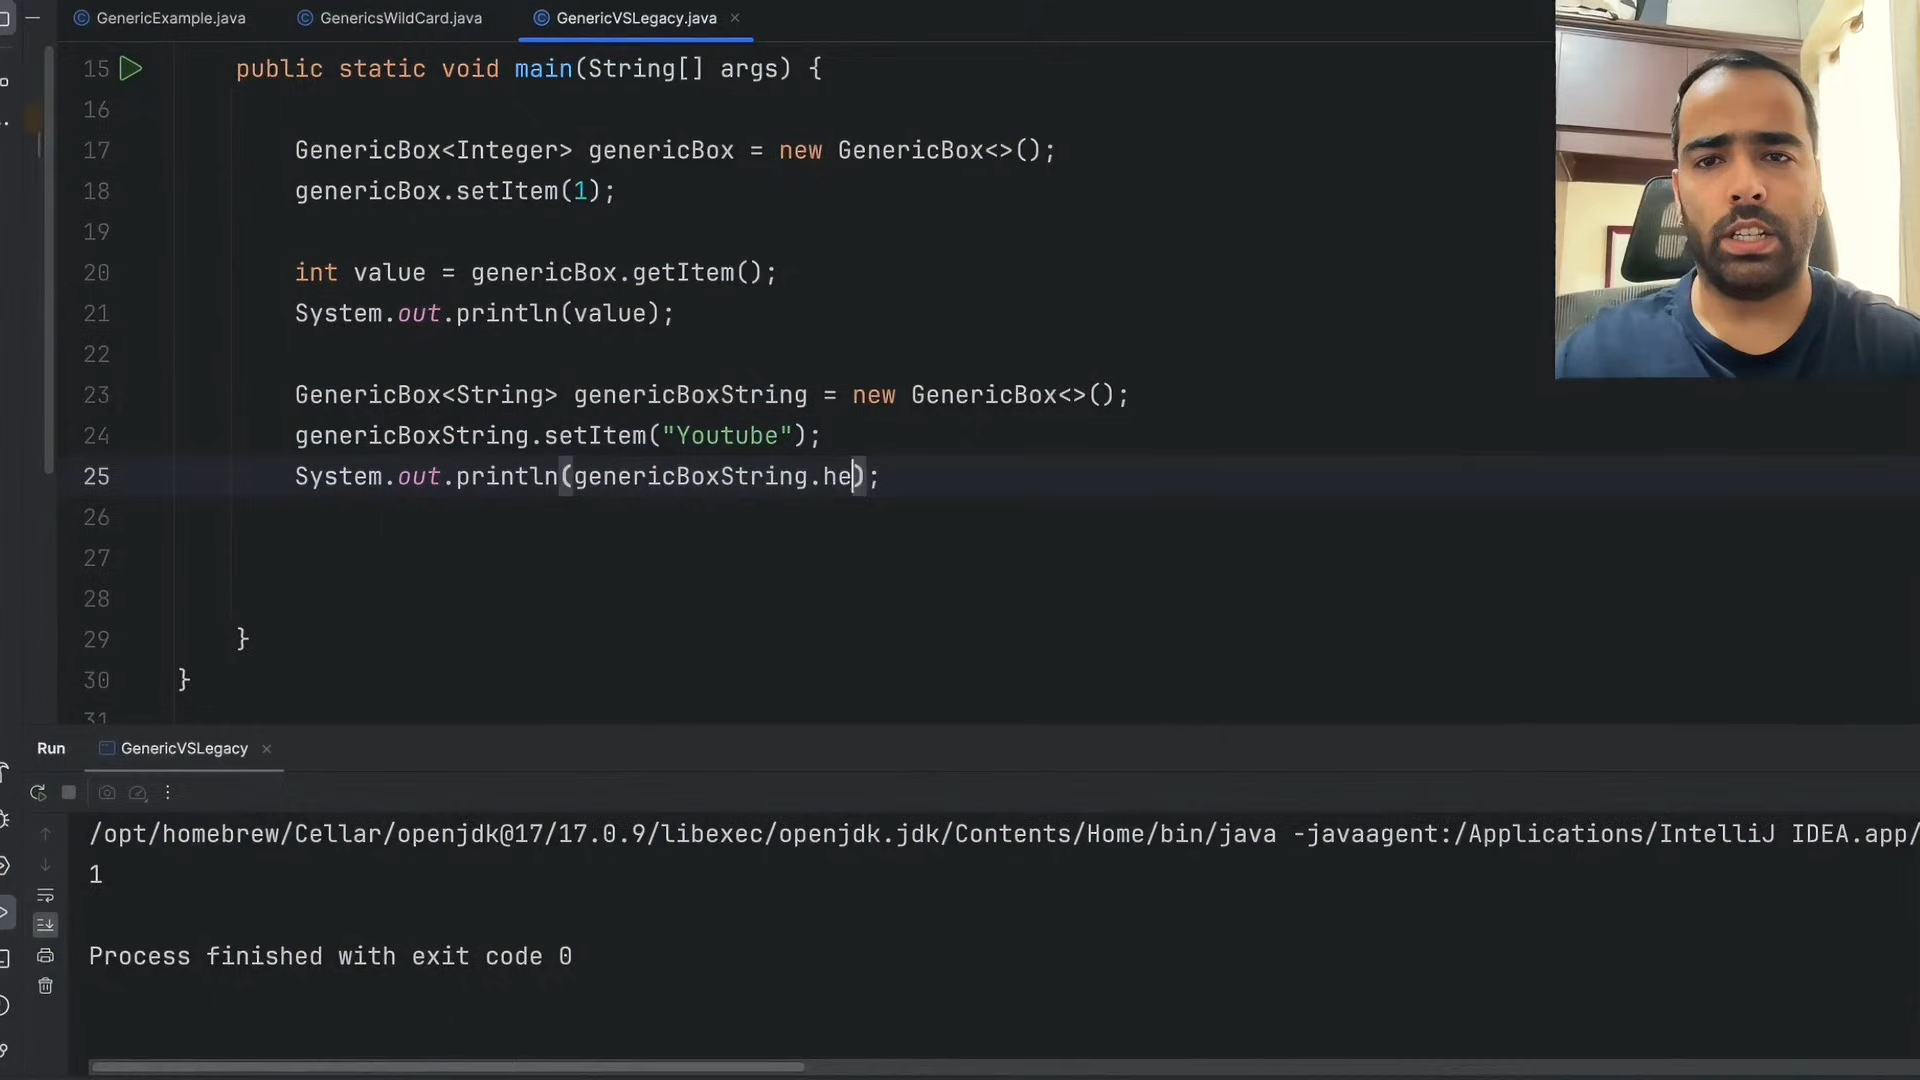 GenericExample.java GenericsWildCard.java GenericVSLegacy.java
15 public static void main(String[] args) {
16
17 GenericBox<Integer> genericBox = new GenericBox<>();
18 genericBox.setItem(1);
19
20 int value = genericBox.getItem();
21 System.out.println(value);
22
23 GenericBox<String> genericBoxString = new GenericBox<>();
24 genericBoxString.setItem("Youtube");
25 System.out.println(genericBoxString.he);
26
27
28
29 }
30 }
31
Run GenericVSLegacy
/opt/homebrew/Cellar/openjdk@17/17.0.9/libexec/openjdk.jdk/Contents/Home/bin/java -javaagent:/Applications/IntelliJ IDEA.app/
1
Process finished with exit code 0